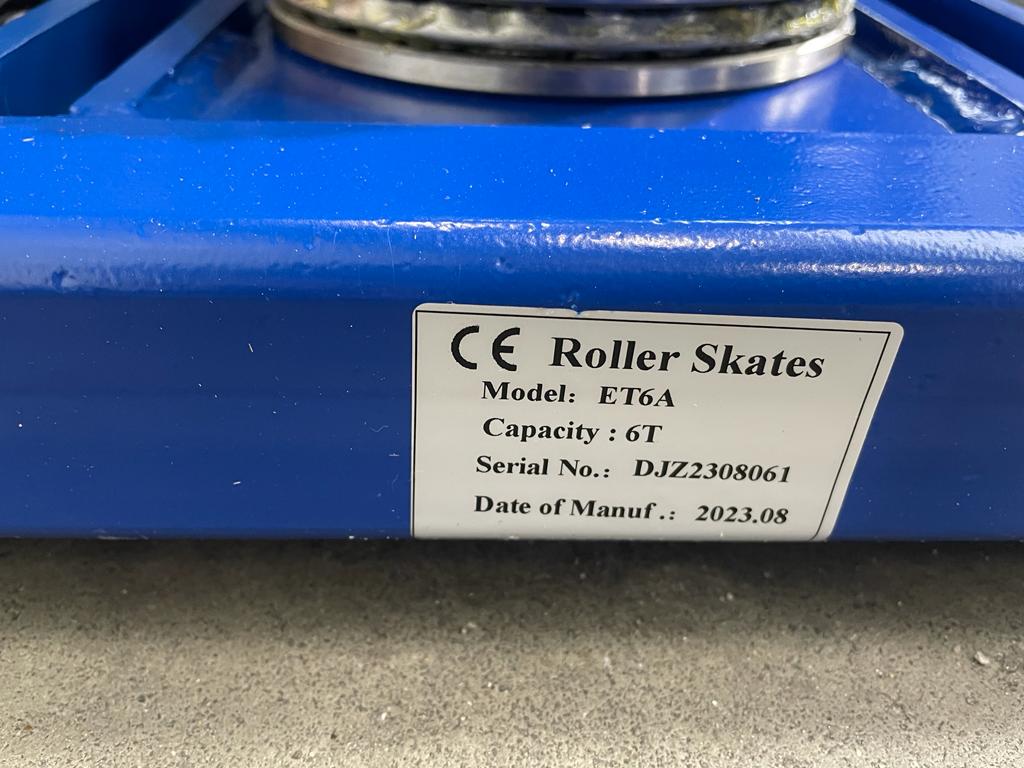 CE Roller Skates
Model: ET6A
Capacity : 6T
Serial No.: DJZ2308061
Date of Manuf .: 2023.08